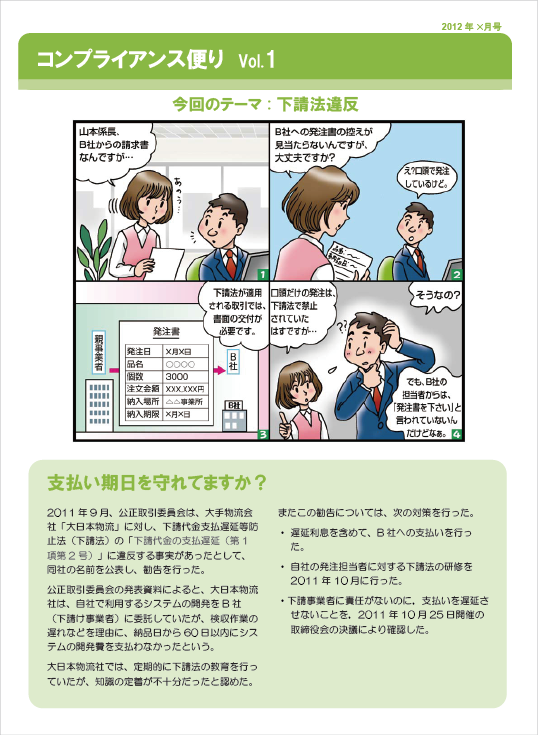 2012年×月号
コンプライアンス便り Vol.1
今回のテーマ：下請法違反
山本係長、
B社からの請求書
なんですが…
あのう…
1
B社への発注書の控えが
見当たらないんですが、
大丈夫ですか？
え？口頭で発注
しているけど。
2
下請法が適用
される取引では、
書面の交付が
必要です。
親事業者
発注書
発注日 ×月×日
品名 ○○○○
個数 3000
注文金額 XXX,XXX円
納入場所 △△事業所
納入期限 ×月×日
B社
B社
3
口頭だけの発注は、
下請法で禁止
されていた
はずですが…
そうなの？
??
でも、B社の
担当者からは、
「発注書を下さい」と
言われていないん
だけどなぁ。
4
支払い期日を守れてますか？
2011年9月、公正取引委員会は、大手物流会
社「大日本物流」に対し、下請代金支払遅延等防
止法（下請法）の「下請代金の支払遅延（第1
項第2号）」に違反する事実があったとして、
同社の名前を公表し、勧告を行った。
公正取引委員会の発表資料によると、大日本物流
社は、自社で利用するシステムの開発をB社
（下請け事業者）に委託していたが、検収作業の
遅れなどを理由に、納品日から60日以内にシス
テムの開発費を支払わなかったという。
大日本物流社では、定期的に下請法の教育を行っ
ていたが、知識の定着が不十分だったと認めた。
またこの勧告については、次の対策を行った。
・ 遅延利息を含めて、B社への支払いを行っ
た。
・ 自社の発注担当者に対する下請法の研修を
2011年10月に行った。
・下請事業者に責任がないのに，支払いを遅延さ
せないことを，2011年10月25日開催の
取締役会の決議により確認した。